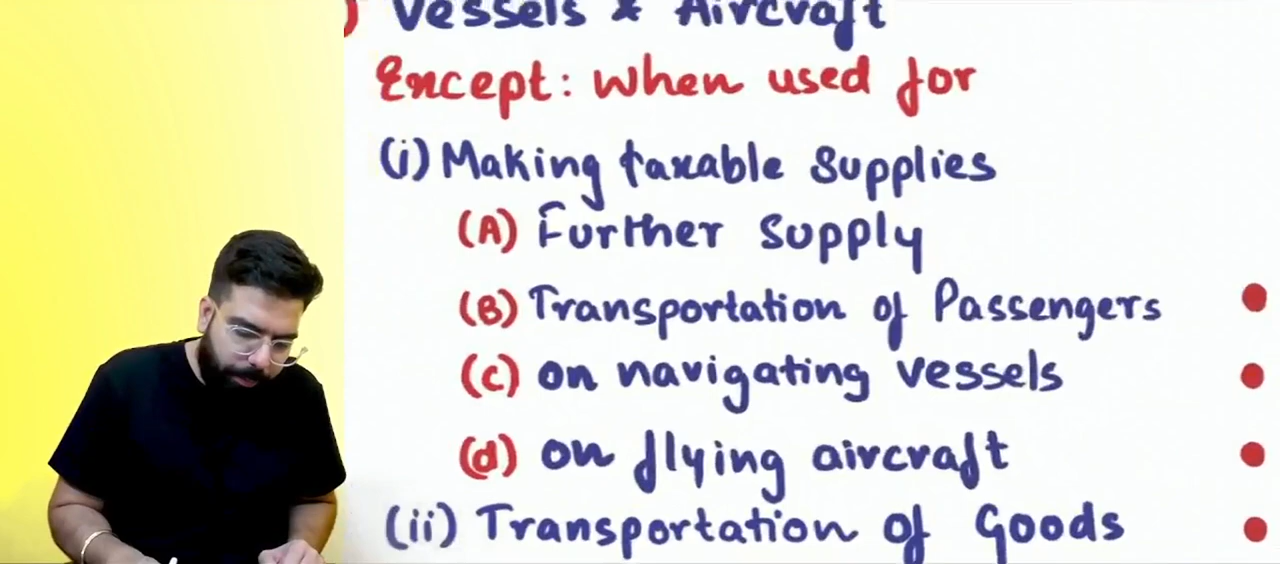 ) Vessels & Aircraft
Except: When used for
(i) Making taxable supplies
(A) Further supply
(B) Transportation of Passengers
(C) on navigating vessels
(d) on flying aircraft
(ii) Transportation of Goods